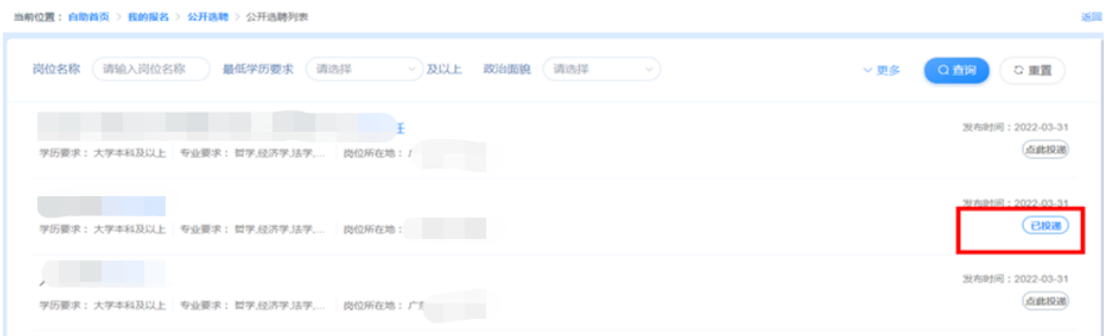 当前位置： 自助首页 > 我的报名 > 公开选聘 > 公开选聘列表 返回
岗位名称 请输入岗位名称 最低学历要求 请选择 及以上 政治面貌 请选择 更多 查询 重置
任 发布时间：2022-03-31
学历要求： 大学本科及以上 专业要求： 哲学,经济学,法学,... 岗位所在地： 点此投递
发布时间：2022-03-31
学历要求： 大学本科及以上 专业要求： 哲学,经济学,法学,... 岗位所在地： 已投递
发布时间：2022-03-31
学历要求： 大学本科及以上 专业要求： 哲学,经济学,法学,... 岗位所在地： 广东 点此投递